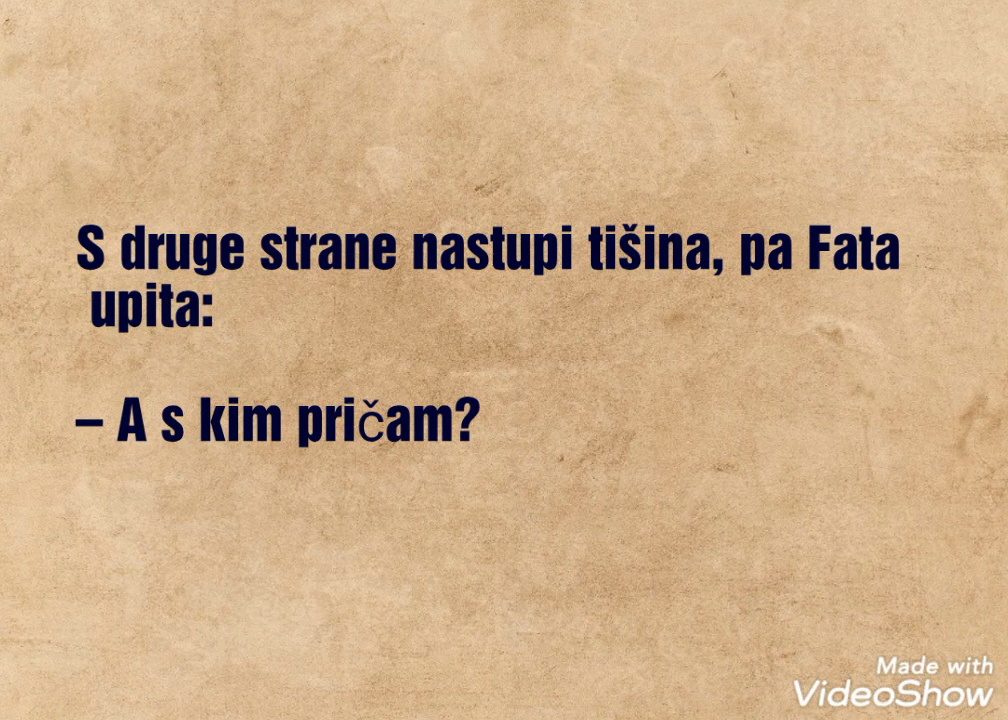 S druge strane nastupi tišina, pa Fata
upita:
– A s kim pričam?
Made with
VideoShow